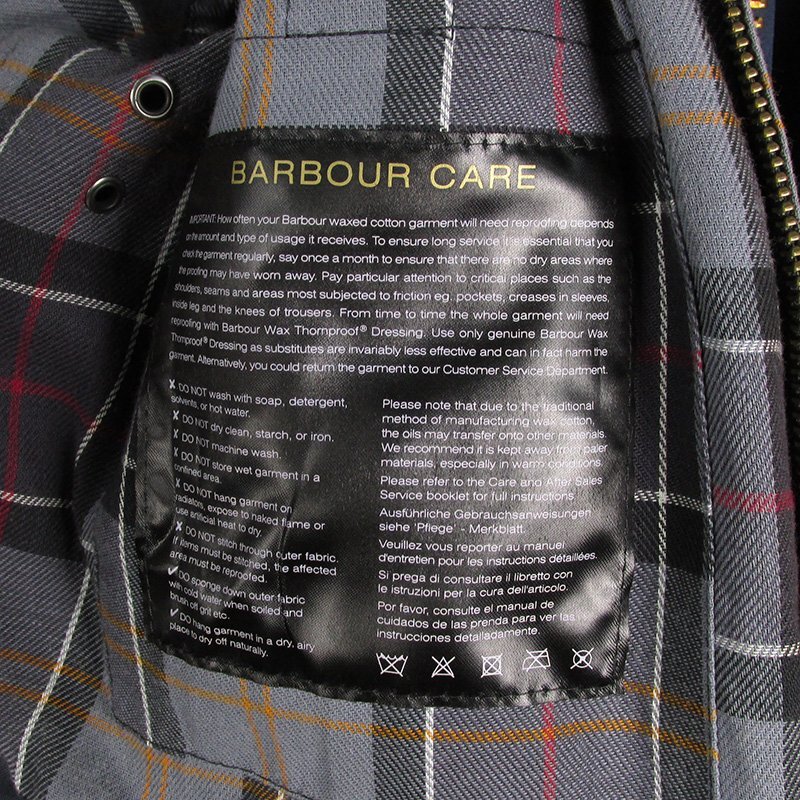 BARBOUR CARE
IMPORTANT: How often your Barbour waxed cotton garment will need reproofing depends
on the amount and type of usage it receives. To ensure long service it is essential that you
check the garment regularly, say once a month to ensure that there are no dry areas where
the proofing may have worn away. Pay particular attention to critical places such as the
shoulders, seams and areas most subjected to friction eg. pockets, creases in sleeves,
inside leg and the knees of trousers. From time to time the whole garment will need
reproofing with Barbour Wax Thornproof® Dressing. Use only genuine Barbour Wax
Thornproof® Dressing as substitutes are invariably less effective and can in fact harm the
garment. Alternatively, you could return the garment to our Customer Service Department.
✗ DO NOT wash with soap, detergent,
solvents, or hot water.
✗ DO NOT dry clean, starch, or iron.
✗ DO NOT machine wash.
✗ DO NOT store wet garment in a
confined area.
✗ DO NOT hang garment on
radiators, expose to naked flame or
use artificial heat to dry.
✗ DO NOT stitch through outer fabric.
If items must be stitched, the affected
area must be reproofed.
✓ DO sponge down outer fabric
with cold water when soiled and
brush off grit etc.
✓ DO hang garment in a dry, airy
place to dry off naturally.
Please note that due to the traditional
method of manufacturing wax cotton,
the oils may transfer onto other materials.
We recommend it is kept away from paler
materials, especially in warm conditions.
Please refer to the Care and After Sales
Service booklet for full instructions.
Ausführliche Gebrauchsanweisungen
siehe 'Pflege' - Merkblatt.
Veuillez vous reporter au manuel
d'entretien pour les instructions détaillées.
Si prega di consultare il libretto con
le istruzioni per la cura dell'articolo.
Por favor, consulte el manual de
cuidados de las prenda para ver las
instrucciones detalladamente.